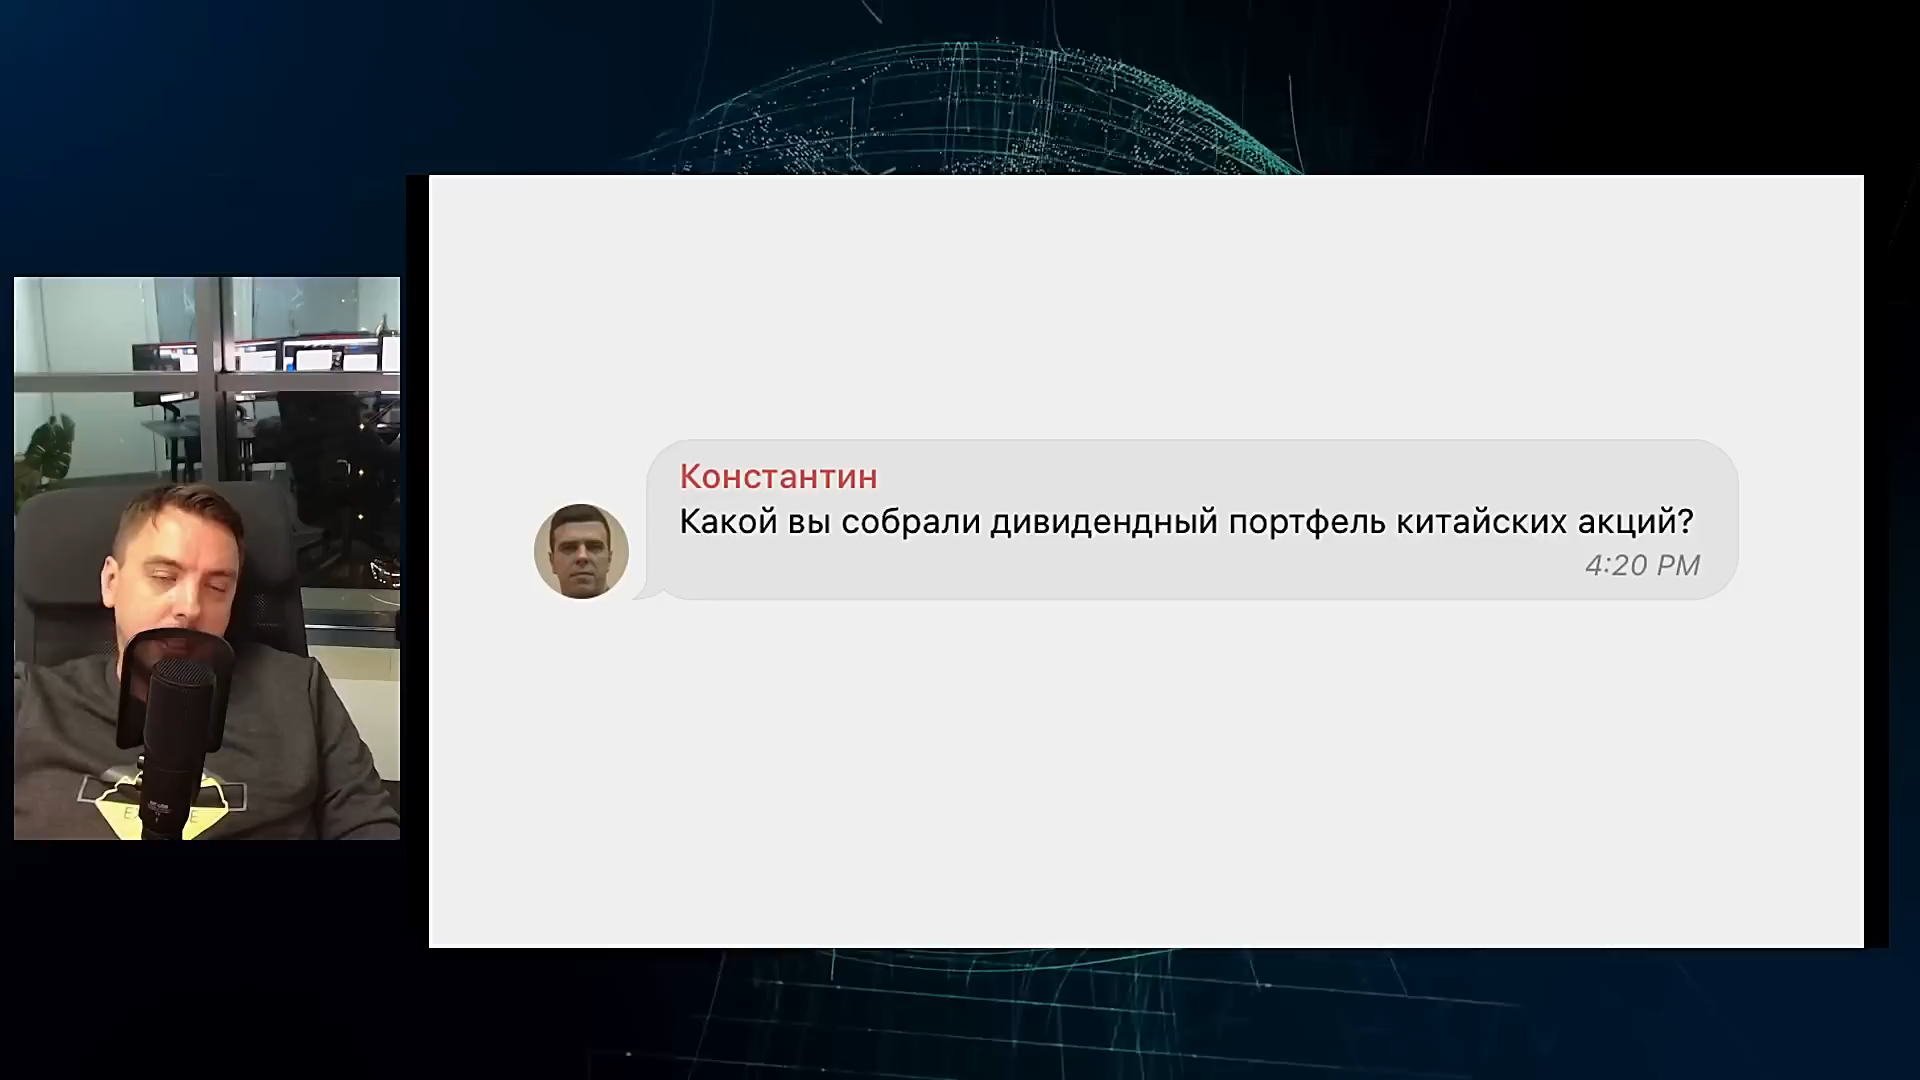 Константин
Какой вы собрали дивидендный портфель китайских акций?
4:20 PM